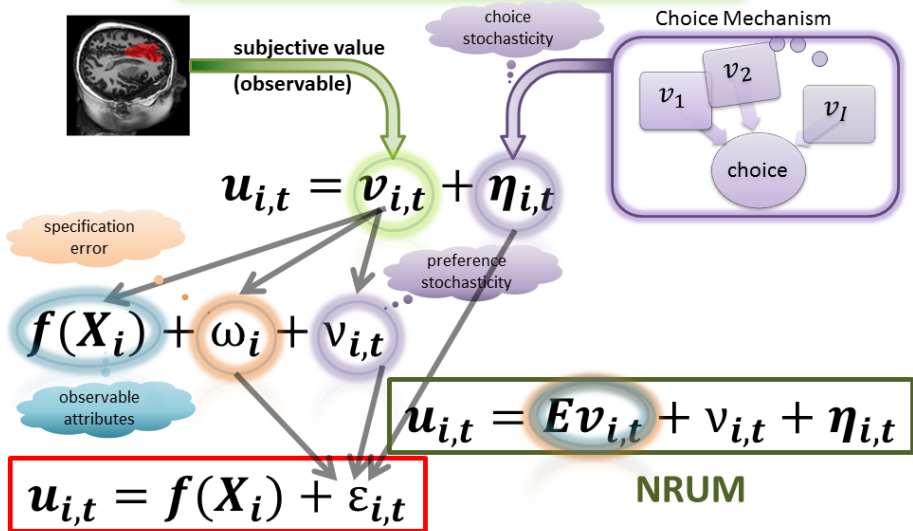 choice
stochasticity
Choice Mechanism
subjective value
(observable)
v₁
v₂
v_I
choice
u_{i,t} = v_{i,t} + η_{i,t}
specification
error
preference
stochasticity
f(X_i) + ω_i + ν_{i,t}
observable
attributes
u_{i,t} = Ev_{i,t} + ν_{i,t} + η_{i,t}
NRUM
u_{i,t} = f(X_i) + ε_{i,t}